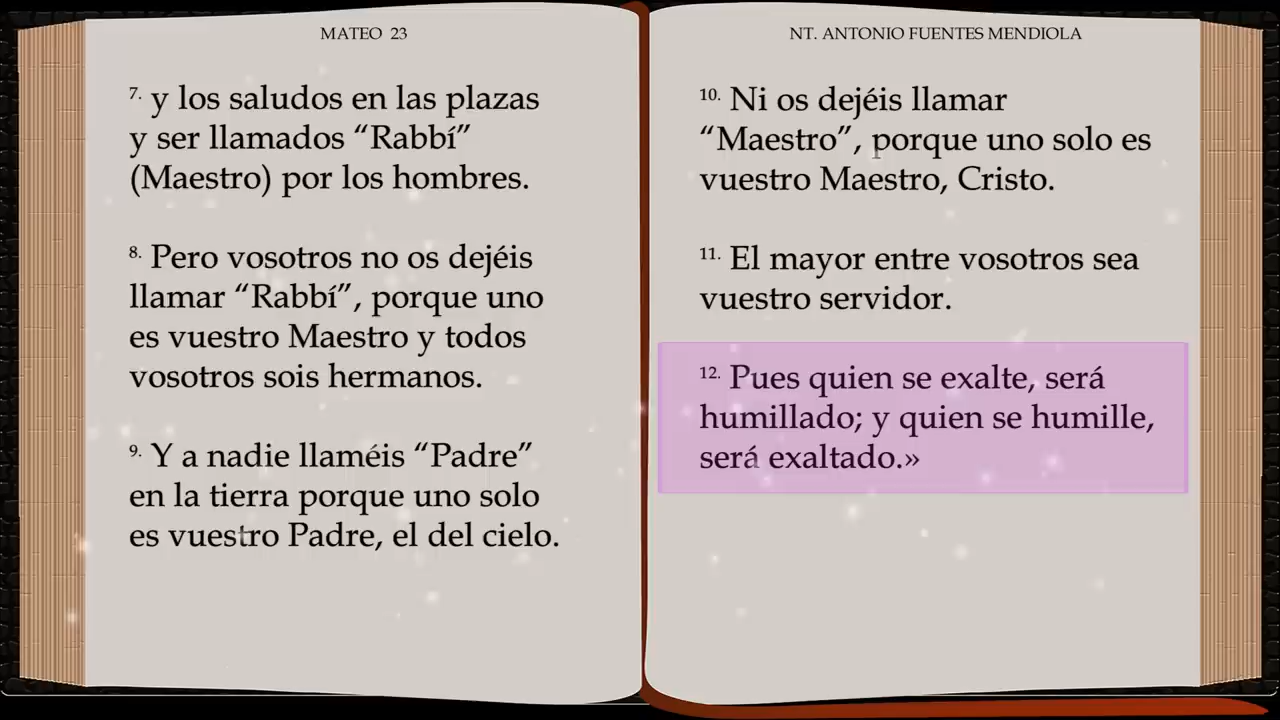 MATEO 23
7. y los saludos en las plazas
y ser llamados “Rabbí”
(Maestro) por los hombres.
8. Pero vosotros no os dejéis
llamar “Rabbí”, porque uno
es vuestro Maestro y todos
vosotros sois hermanos.
9. Y a nadie llaméis “Padre”
en la tierra porque uno solo
es vuestro Padre, el del cielo.
NT. ANTONIO FUENTES MENDIOLA
10. Ni os dejéis llamar
“Maestro”, porque uno solo es
vuestro Maestro, Cristo.
11. El mayor entre vosotros sea
vuestro servidor.
12. Pues quien se exalte, será
humillado; y quien se humille,
será exaltado.»